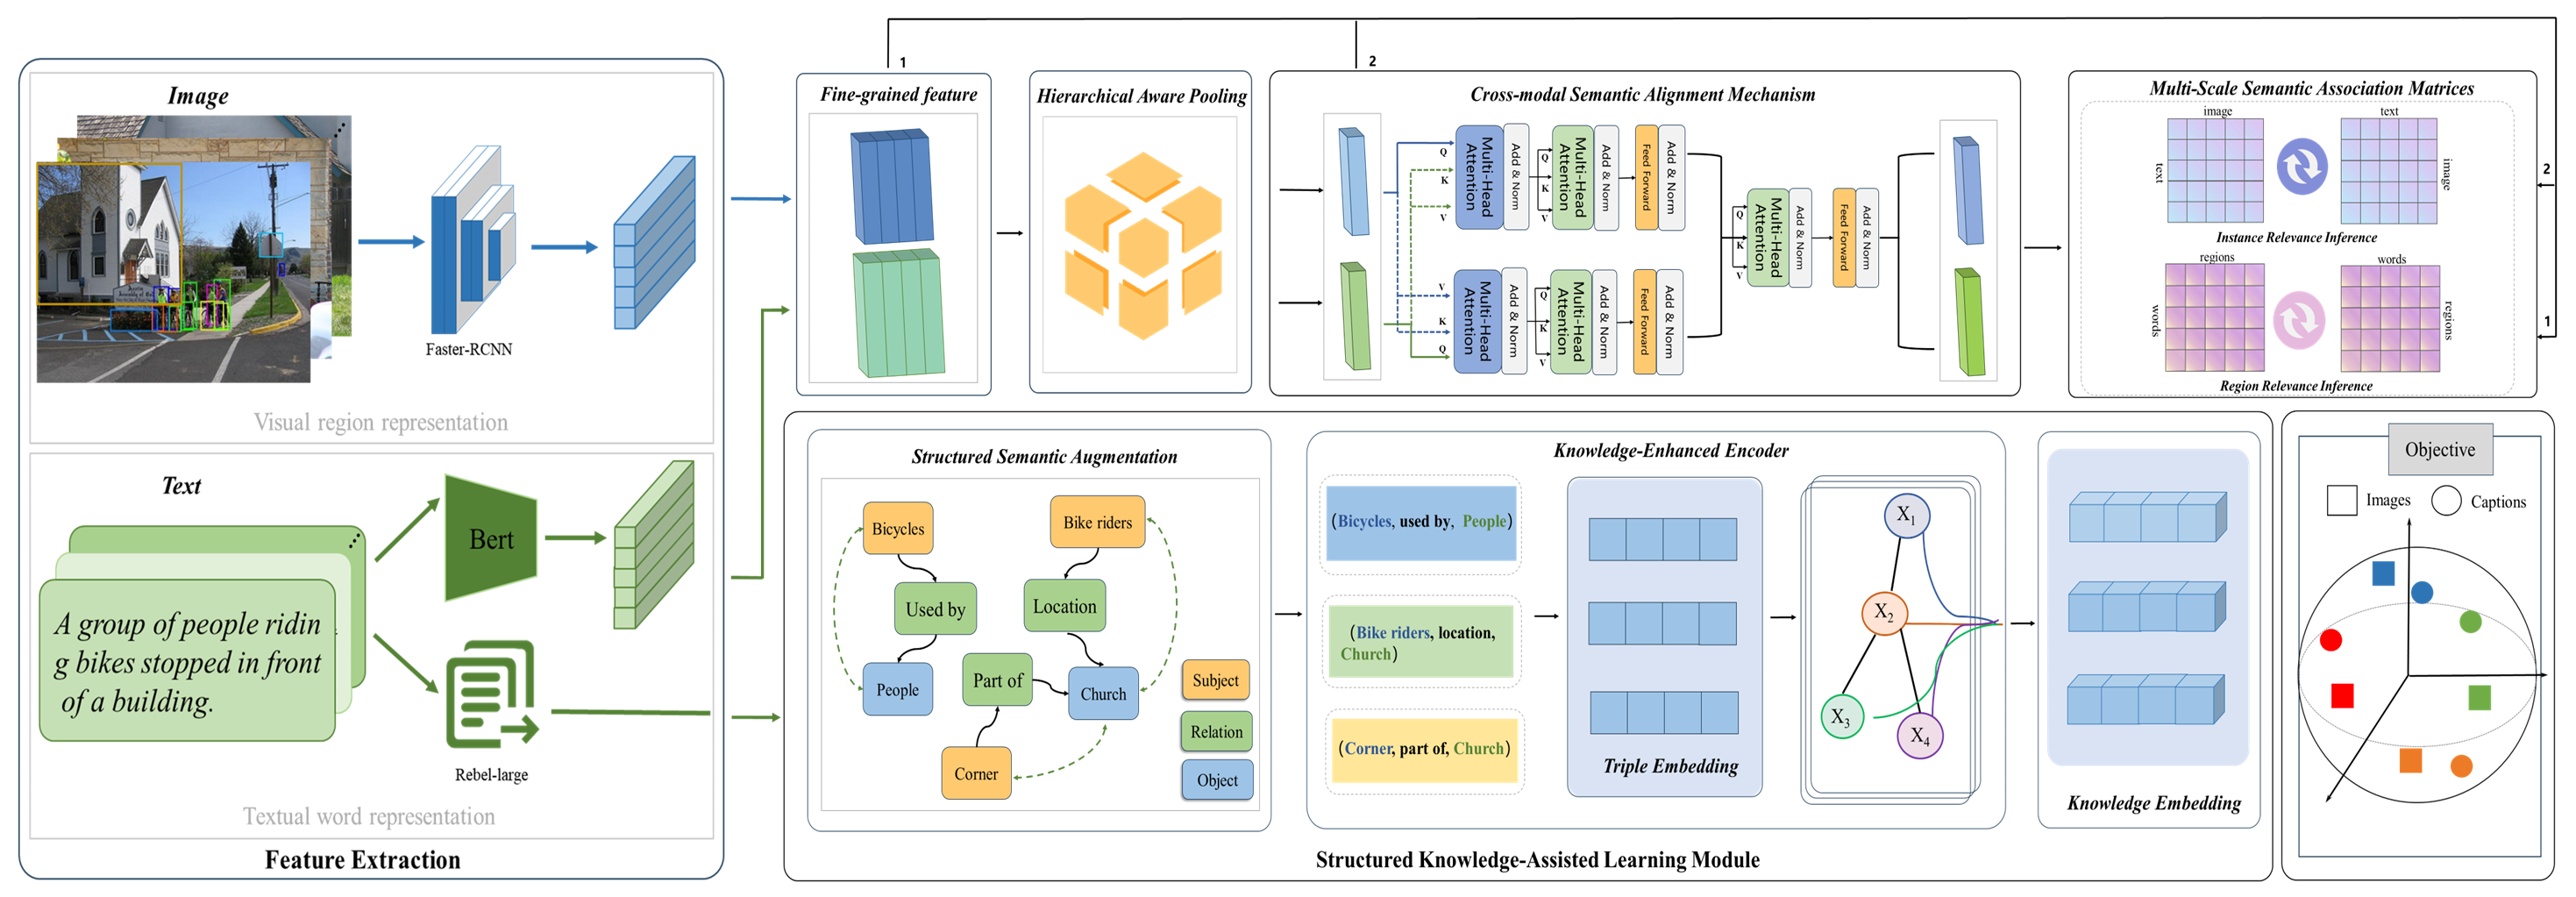 1
2
Image
Faster-RCNN
Visual region representation
Text
A group of people ridin
g bikes stopped in front
of a building.
Bert
Rebel-large
Textual word representation
Feature Extraction
Fine-grained feature
Hierarchical Aware Pooling
Cross-modal Semantic Alignment Mechanism
Q
K
V
Multi-Head
Attention
Add & Norm
Q
K
V
Multi-Head
Attention
Add & Norm
Feed Forward
Add & Norm
V
K
Q
Multi-Head
Attention
Add & Norm
Q
K
V
Multi-Head
Attention
Add & Norm
Feed Forward
Add & Norm
Q
K
V
Multi-Head
Attention
Add & Norm
Feed Forward
Add & Norm
Multi-Scale Semantic Association Matrices
image
text
text
image
Instance Relevance Inference
regions
words
words
regions
Region Relevance Inference
2
1
Structured Semantic Augmentation
Bicycles
Bike riders
Used by
Location
People
Part of
Church
Corner
Subject
Relation
Object
Knowledge-Enhanced Encoder
(Bicycles, used by, People)
(Bike riders, location,
Church)
(Corner, part of, Church)
Triple Embedding
X1
X2
X3
X4
Knowledge Embedding
Structured Knowledge-Assisted Learning Module
Objective
Images
Captions